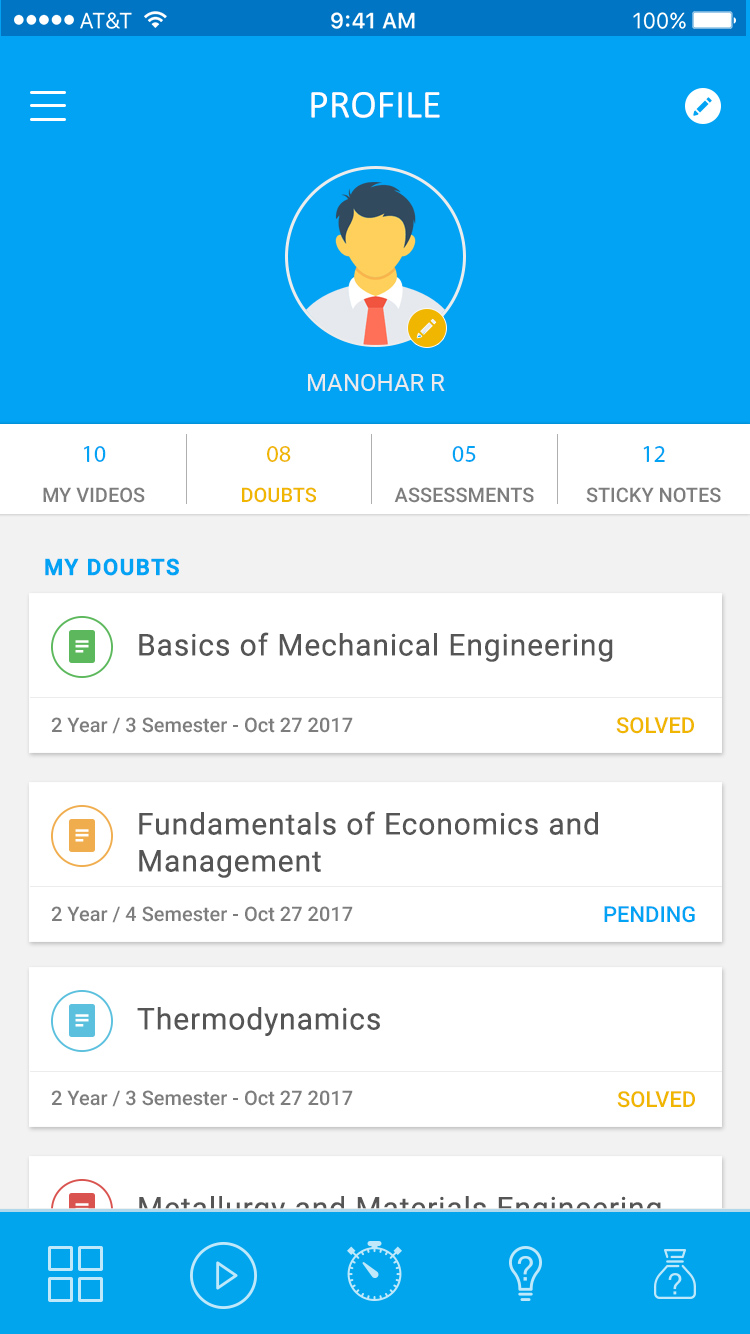 AT&T 9:41 AM 100%
PROFILE
MANOHAR R
10 08 05 12
MY VIDEOS DOUBTS ASSESSMENTS STICKY NOTES
MY DOUBTS
Basics of Mechanical Engineering
2 Year / 3 Semester - Oct 27 2017 SOLVED
Fundamentals of Economics and
Management
2 Year / 4 Semester - Oct 27 2017 PENDING
Thermodynamics
2 Year / 3 Semester - Oct 27 2017 SOLVED
Metallurgy and Materials Engineering
? ?